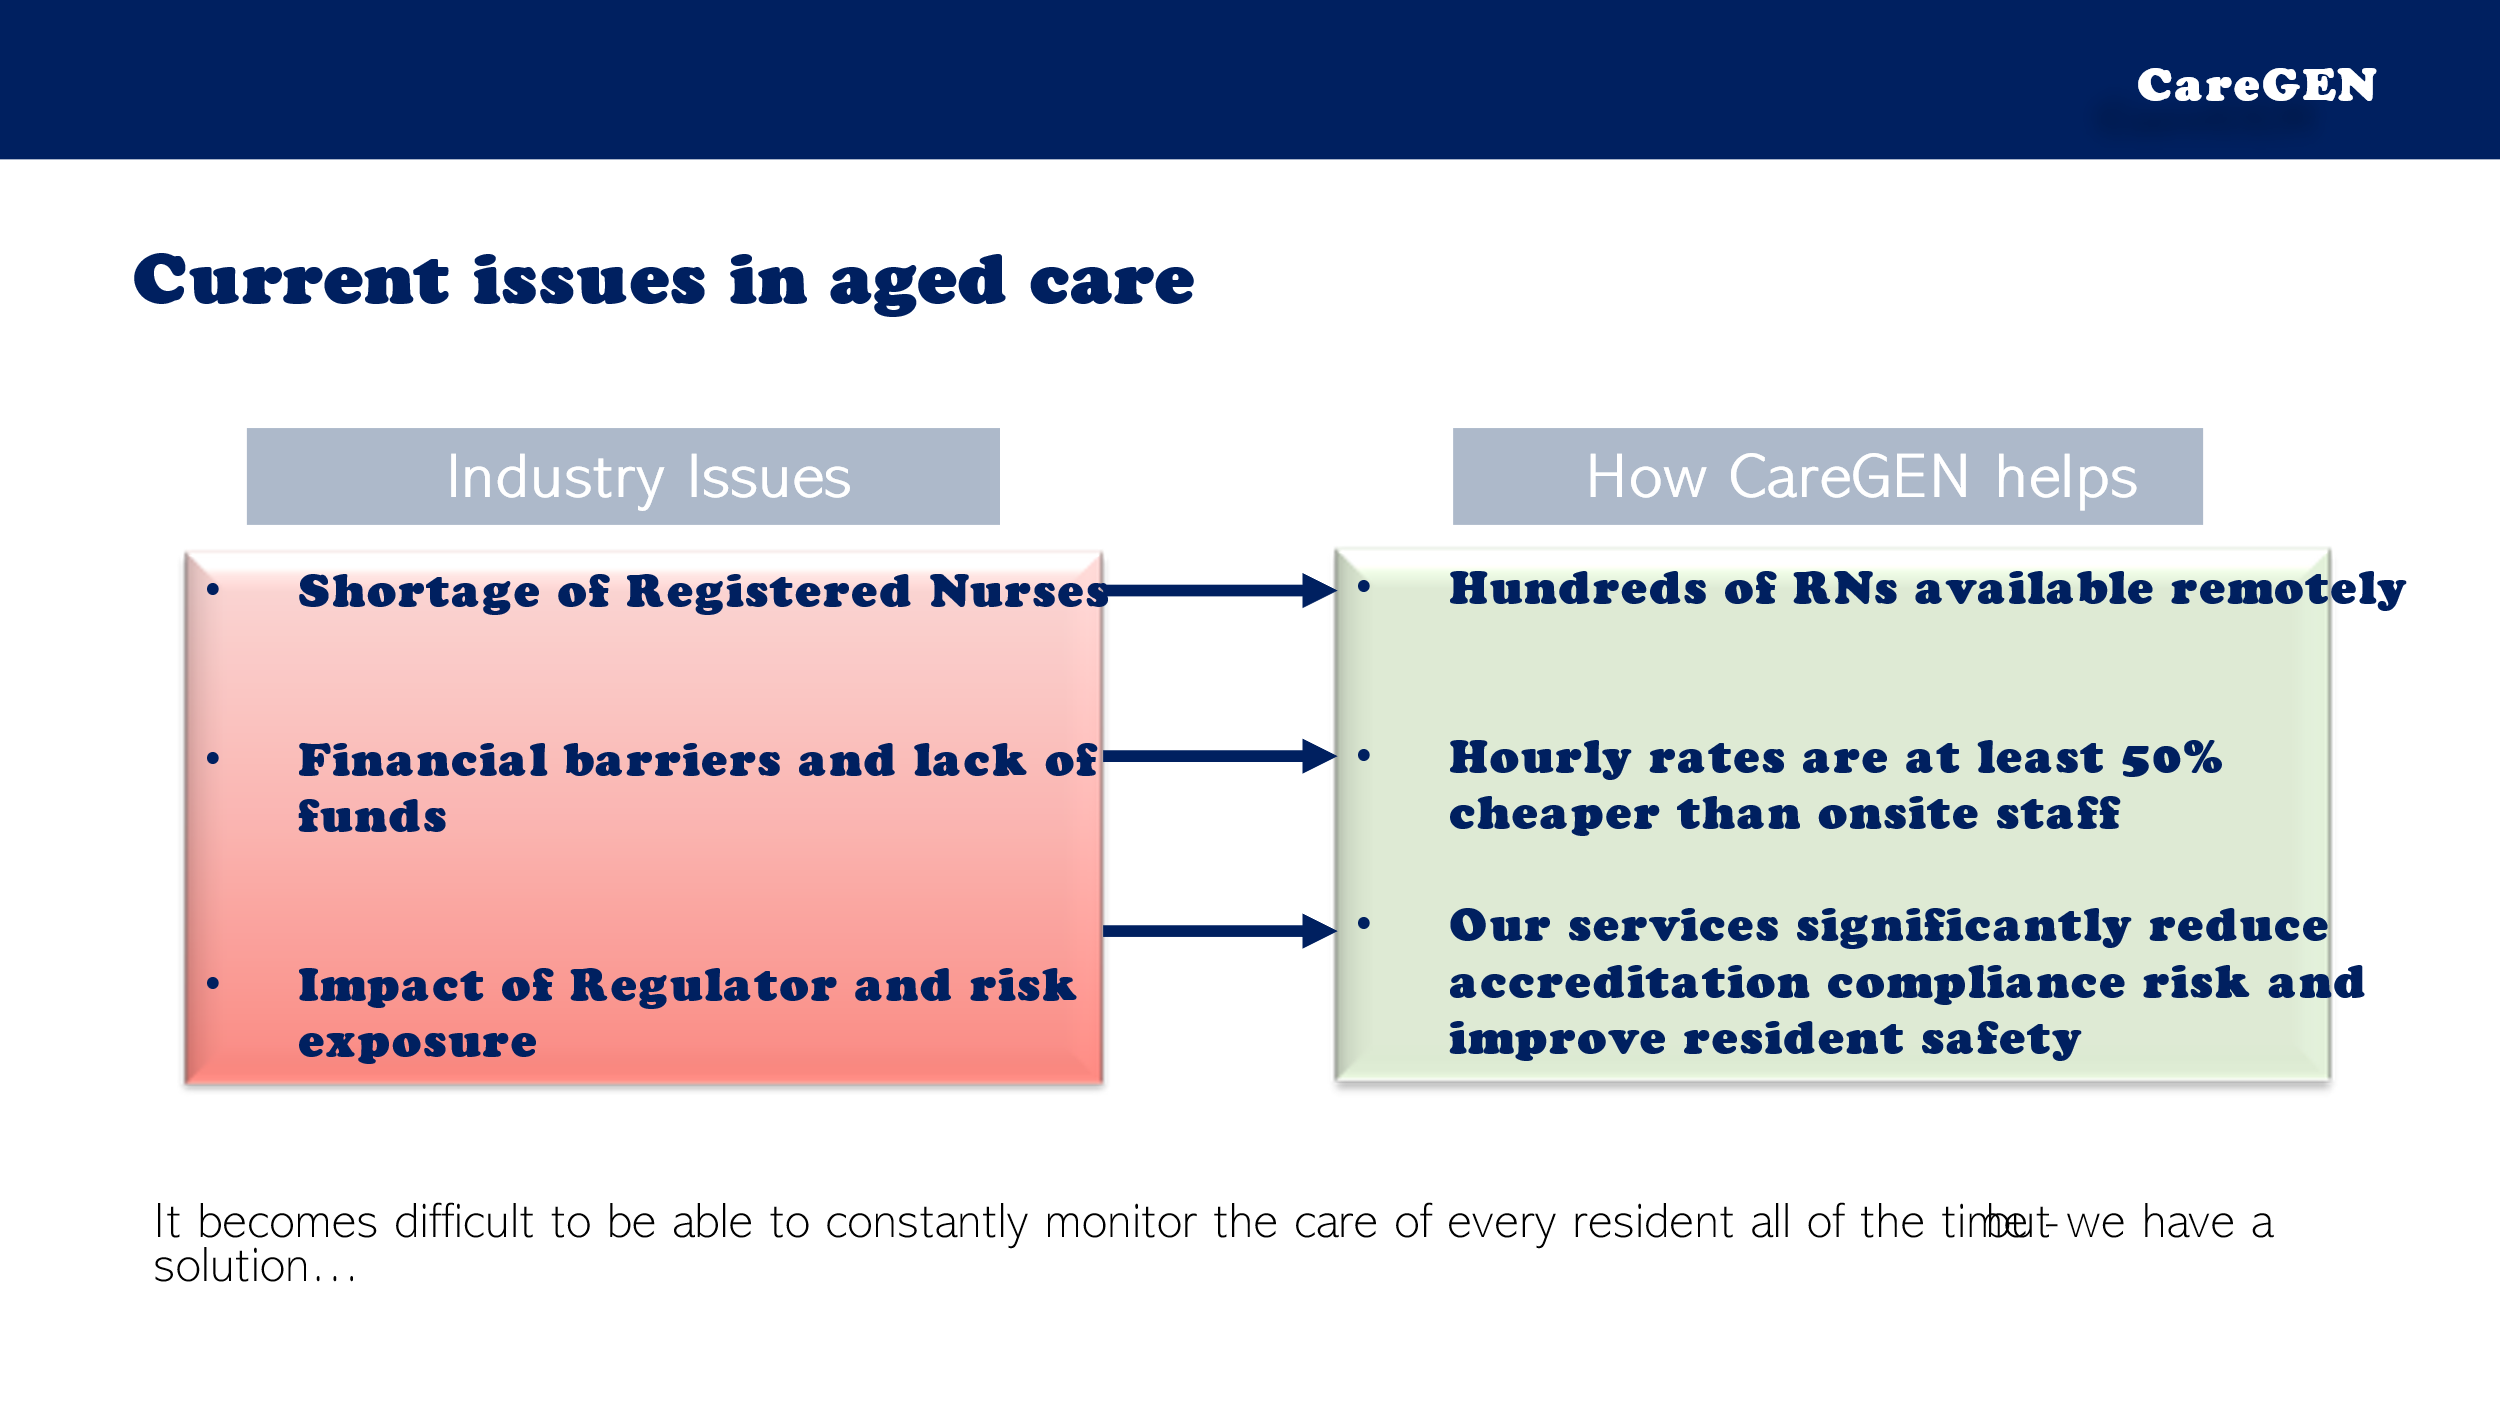 CareGEN
Current issues in aged care
Industry Issues
• Shortage of Registered Nurses
• Financial barriers and lack of
funds
• Impact of Regulator and risk
exposure
How CareGEN helps
• Hundreds of RNs available remotely
• Hourly rates are at least 50%
cheaper than onsite staff
• Our services significantly reduce
accreditation compliance risk and
improve resident safety
It becomes difficult to be able to constantly monitor the care of every resident all of the time - but we have a
solution...